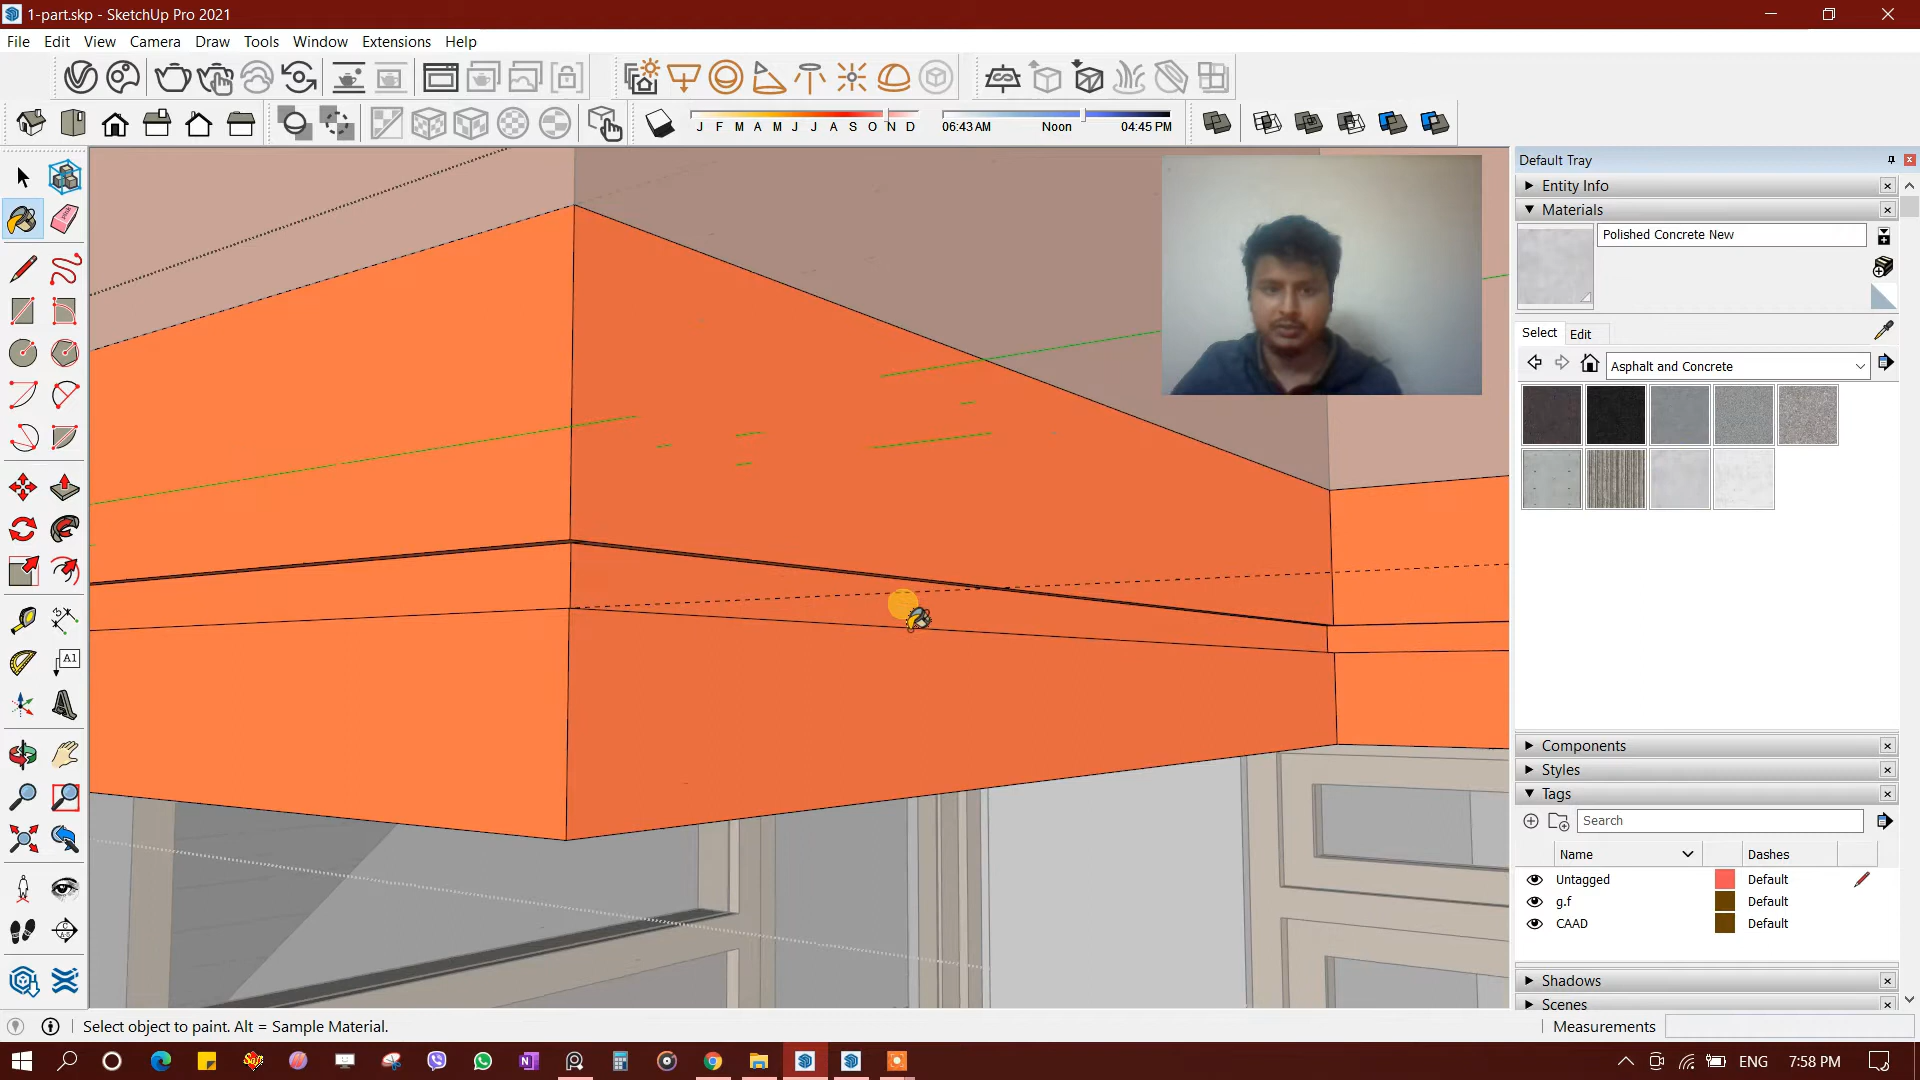 1-part.skp - SketchUp Pro 2021
File Edit View Camera Draw Tools Window Extensions Help
J F M A M J J A S O N D
06:43 AM Noon 04:45 PM
A1
Default Tray
Entity Info
Materials
Polished Concrete New
Select Edit
Asphalt and Concrete
Components
Styles
Tags
Search
Name Dashes
Untagged Default
g.f Default
CAAD Default
Shadows
Scenes
Select object to paint. Alt = Sample Material.
Measurements
ENG 7:58 PM